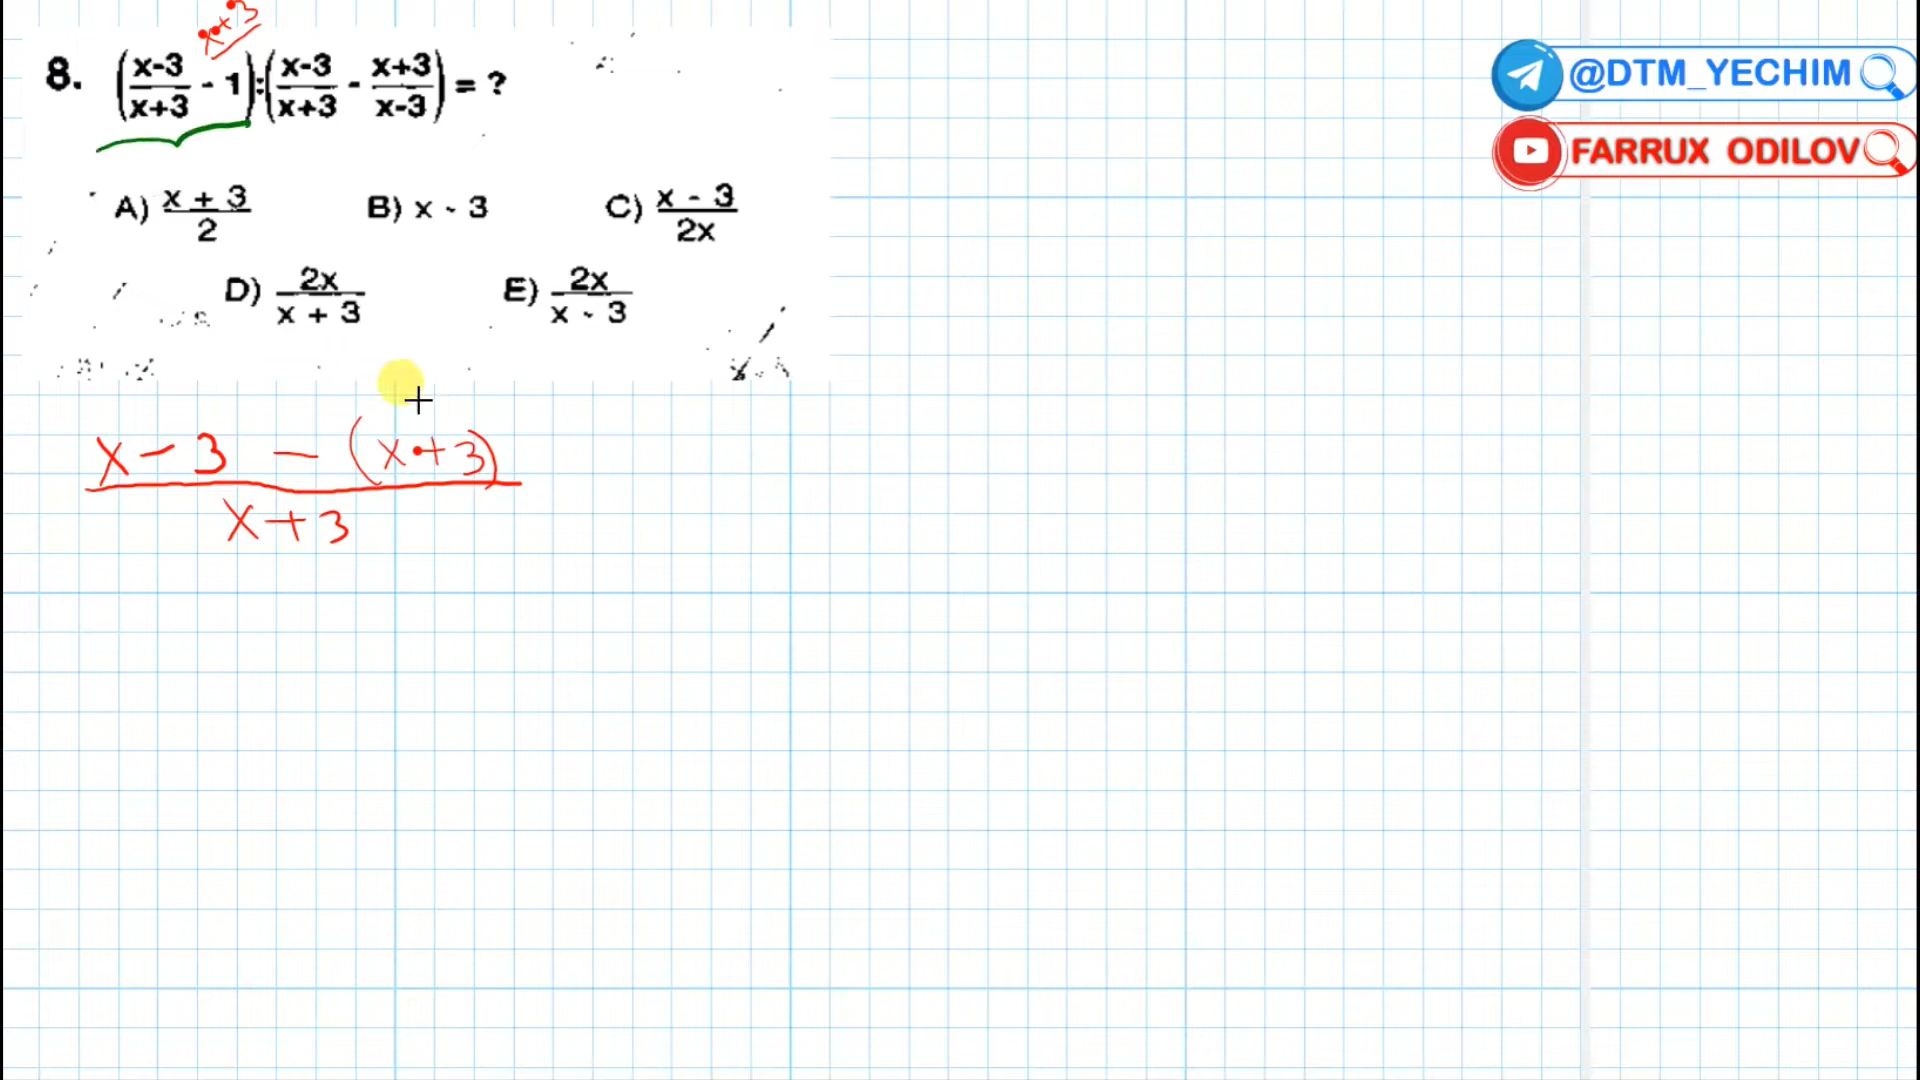 x+3
8. (x-3/x+3 - 1):(x-3/x+3 - x+3/x-3) = ?
A) x + 3/2 B) x - 3 C) x - 3/2x
D) 2x/x + 3 E) 2x/x - 3
x - 3 - (x + 3)
x + 3
@DTM_YECHIM
FARRUX ODILOV